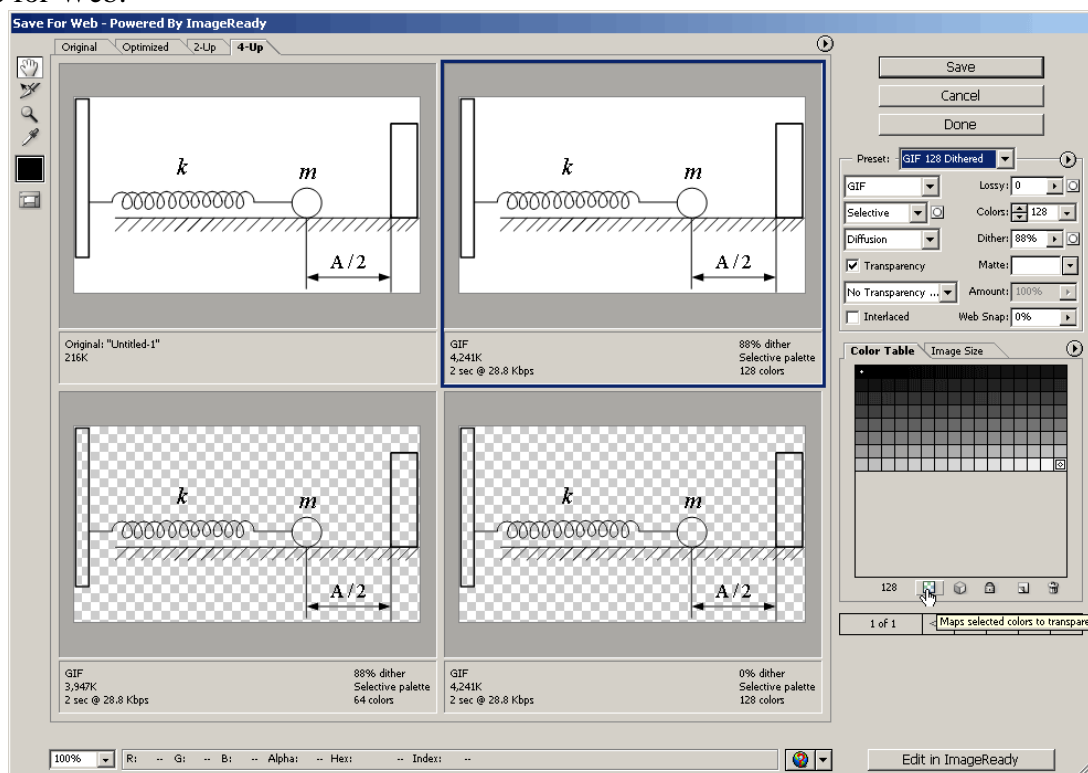 e for Web.
Save For Web - Powered By ImageReady
Original Optimized 2-Up 4-Up
k
m
A/2
Original: "Untitled-1"
216K
k
m
A/2
GIF 88% dither
4,241K Selective palette
2 sec @ 28.8 Kbps 128 colors
k
m
A/2
GIF 88% dither
3,947K Selective palette
2 sec @ 28.8 Kbps 64 colors
k
m
A/2
GIF 0% dither
4,241K Selective palette
2 sec @ 28.8 Kbps 128 colors
Save
Cancel
Done
Preset: GIF 128 Dithered
GIF Lossy: 0
Selective Colors: 128
Diffusion Dither: 88%
Transparency Matte:
No Transparency ... Amount: 100%
Interlaced Web Snap: 0%
Color Table Image Size
128
Maps selected colors to transpare
1 of 1
100% R: -- G: -- B: -- Alpha: -- Hex: -- Index: --
Edit in ImageReady